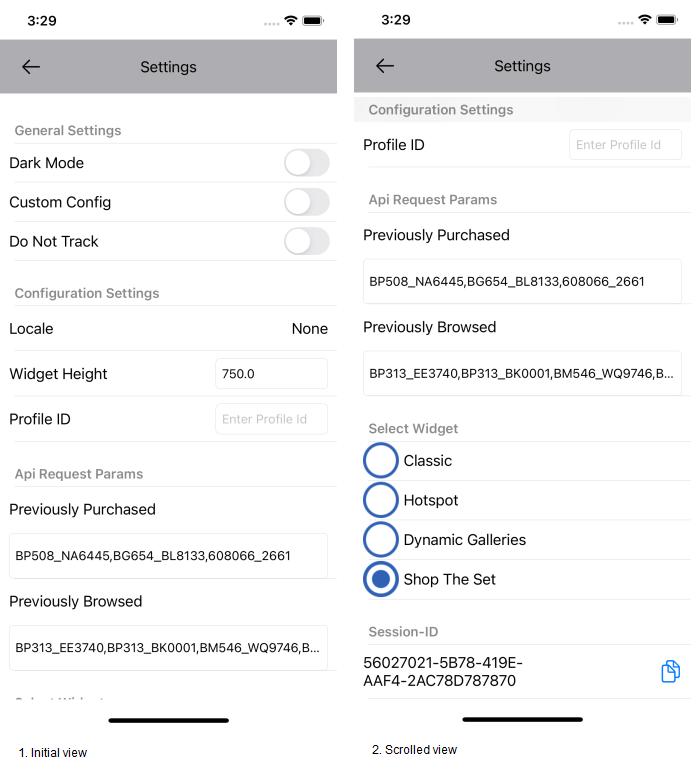 3:29
Settings
General Settings
Dark Mode
Custom Config
Do Not Track
Configuration Settings
Locale None
Widget Height 750.0
Profile ID Enter Profile Id
Api Request Params
Previously Purchased
BP508_NA6445,BG654_BL8133,608066_2661
Previously Browsed
BP313_EE3740,BP313_BK0001,BM546_WQ9746,B...
1. Initial view
3:29
Settings
Configuration Settings
Profile ID Enter Profile Id
Api Request Params
Previously Purchased
BP508_NA6445,BG654_BL8133,608066_2661
Previously Browsed
BP313_EE3740,BP313_BK0001,BM546_WQ9746,B...
Select Widget
Classic
Hotspot
Dynamic Galleries
Shop The Set
Session-ID
56027021-5B78-419E-
AAF4-2AC78D787870
2. Scrolled view